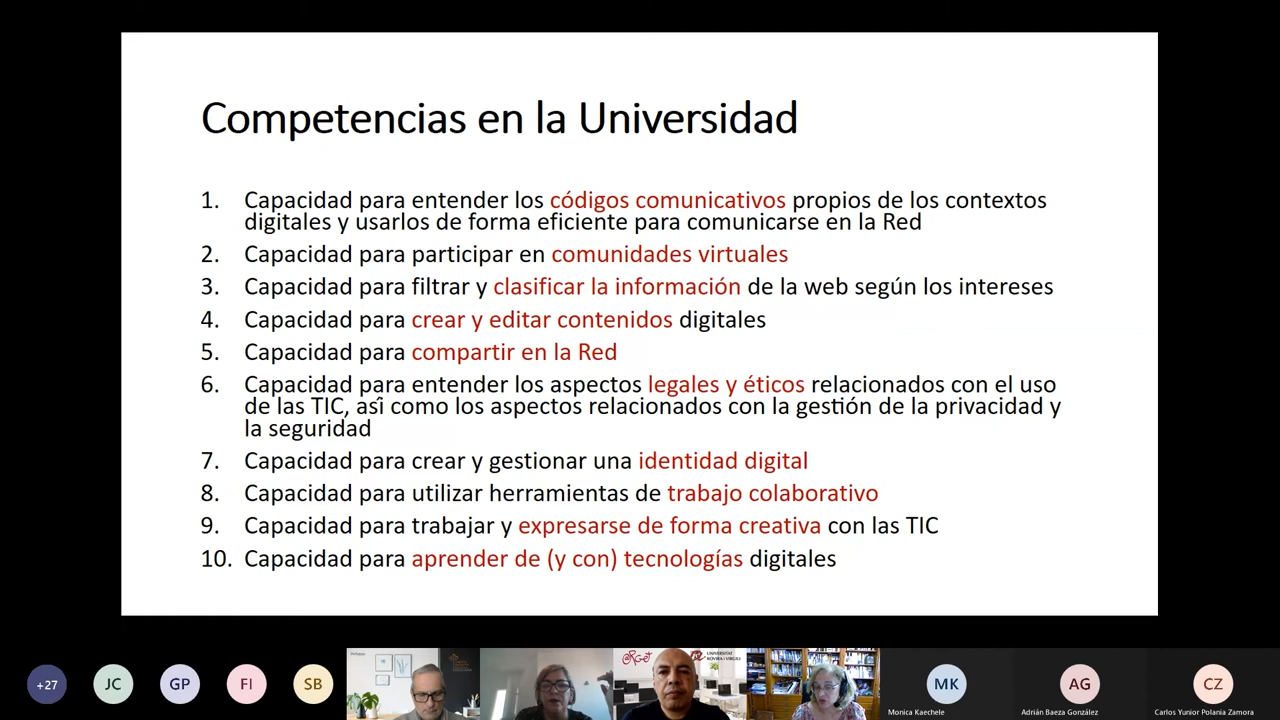 Competencias en la Universidad
1. Capacidad para entender los códigos comunicativos propios de los contextos
digitales y usarlos de forma eficiente para comunicarse en la Red
2. Capacidad para participar en comunidades virtuales
3. Capacidad para filtrar y clasificar la información de la web según los intereses
4. Capacidad para crear y editar contenidos digitales
5. Capacidad para compartir en la Red
6. Capacidad para entender los aspectos legales y éticos relacionados con el uso
de las TIC, así como los aspectos relacionados con la gestión de la privacidad y
la seguridad
7. Capacidad para crear y gestionar una identidad digital
8. Capacidad para utilizar herramientas de trabajo colaborativo
9. Capacidad para trabajar y expresarse de forma creativa con las TIC
10. Capacidad para aprender de (y con) tecnologías digitales
UNIVERSITAT
ROVIRA I VIRGILI
+27
JC
GP
FI
SB
MK
AG
CZ
Monica Kaechele
Adrián Baeza González
Carlos Yunior Polania Zamora